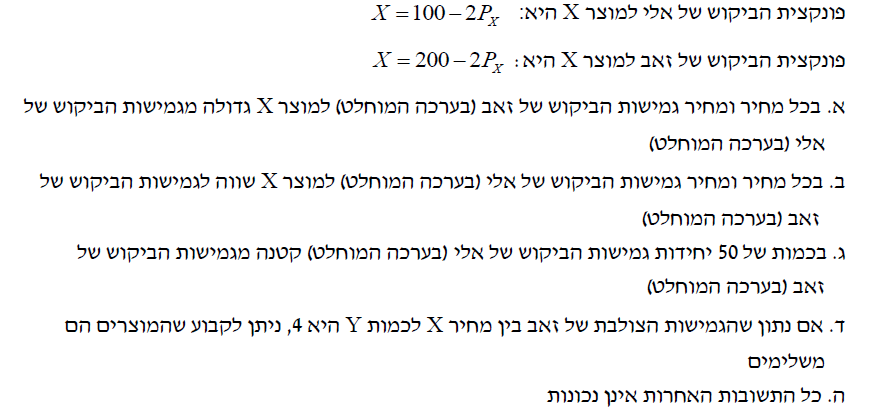 פונקצית הביקוש של אלי למוצר X היא: X = 100 − 2P_X
פונקצית הביקוש של זאב למוצר X היא: X = 200 − 2P_X
א. בכל מחיר ומחיר גמישות הביקוש של זאב (בערכה המוחלט) למוצר X גדולה מגמישות הביקוש של
אלי (בערכה המוחלט)
ב. בכל מחיר ומחיר גמישות הביקוש של אלי (בערכה המוחלט) למוצר X שווה לגמישות הביקוש של
זאב (בערכה המוחלט)
ג. בכמות של 50 יחידות גמישות הביקוש של אלי (בערכה המוחלט) קטנה מגמישות הביקוש של
זאב (בערכה המוחלט)
ד. אם נתון שהגמישות הצולבת של זאב בין מחיר X לכמות Y היא 4, ניתן לקבוע שהמוצרים הם
משלימים
ה. כל התשובות האחרות אינן נכונות